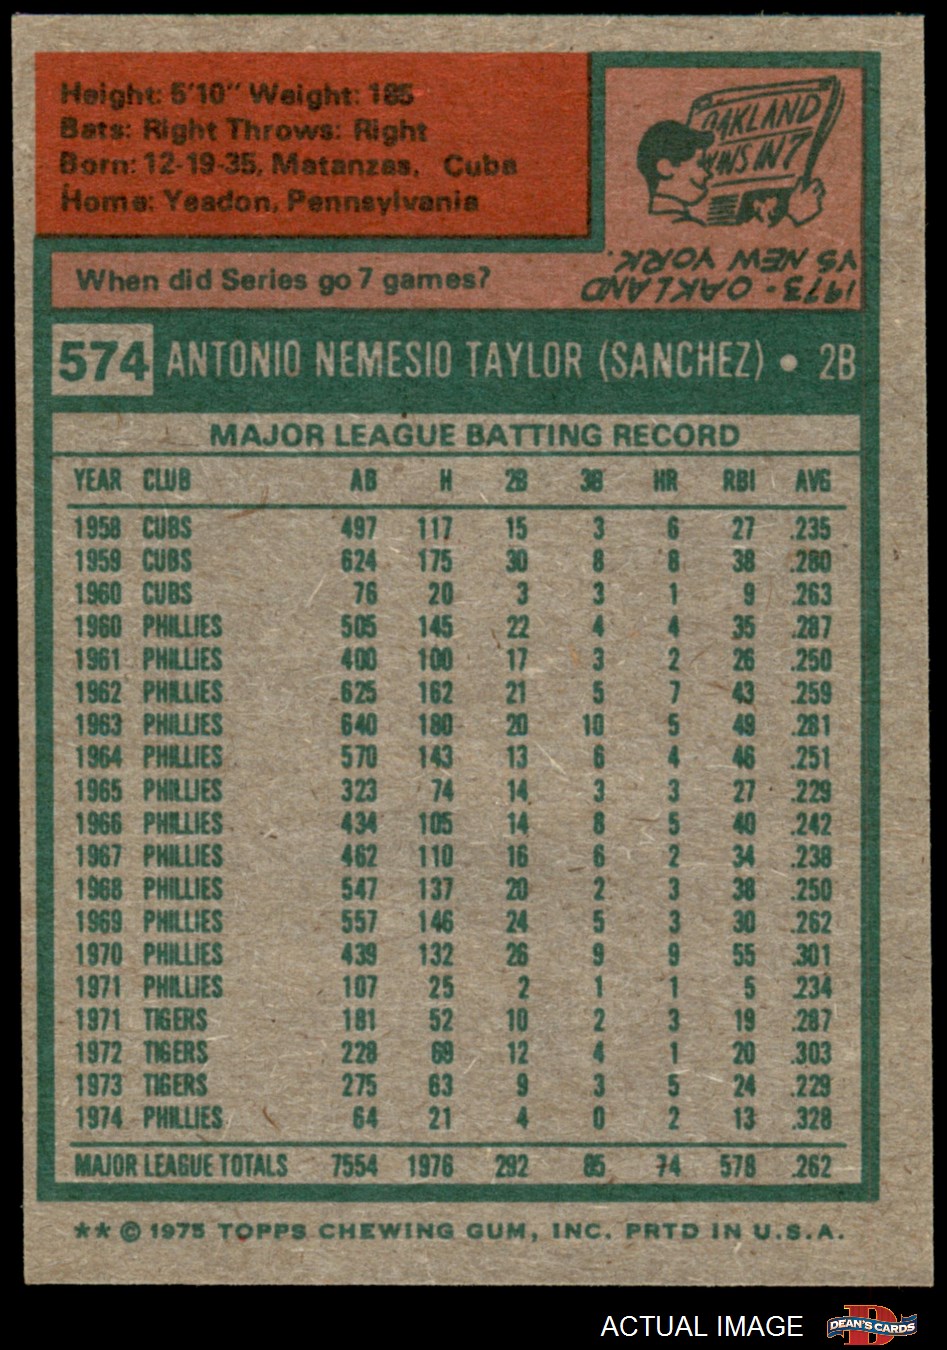 Height: 5'10" Weight: 185
Bats: Right Throws: Right
Born: 12-19-35, Matanzas, Cuba
Home: Yeadon, Pennsylvania
OAKLAND
WINS IN 7
When did Series go 7 games?
1973 - OAKLAND
VS NEW YORK.
574 ANTONIO NEMESIO TAYLOR (SANCHEZ) • 2B
MAJOR LEAGUE BATTING RECORD
YEAR CLUB AB H 2B 3B HR RBI AVG
1958 CUBS 497 117 15 3 6 27 .235
1959 CUBS 624 175 30 8 8 38 .280
1960 CUBS 76 20 3 3 1 9 .263
1960 PHILLIES 505 145 22 4 4 35 .287
1961 PHILLIES 400 100 17 3 2 26 .250
1962 PHILLIES 625 162 21 5 7 43 .259
1963 PHILLIES 640 180 20 10 5 49 .281
1964 PHILLIES 570 143 13 6 4 46 .251
1965 PHILLIES 323 74 14 3 3 27 .229
1966 PHILLIES 434 105 14 8 5 40 .242
1967 PHILLIES 462 110 16 6 2 34 .238
1968 PHILLIES 547 137 20 2 3 38 .250
1969 PHILLIES 557 146 24 5 3 30 .262
1970 PHILLIES 439 132 26 9 9 55 .301
1971 PHILLIES 107 25 2 1 1 5 .234
1971 TIGERS 181 52 10 2 3 19 .287
1972 TIGERS 228 69 12 4 1 20 .303
1973 TIGERS 275 63 9 3 5 24 .229
1974 PHILLIES 64 21 4 0 2 13 .328
MAJOR LEAGUE TOTALS 7554 1976 292 85 74 578 .262
** © 1975 TOPPS CHEWING GUM, INC. PRTD IN U.S.A.
ACTUAL IMAGE
D
DEAN'S CARDS